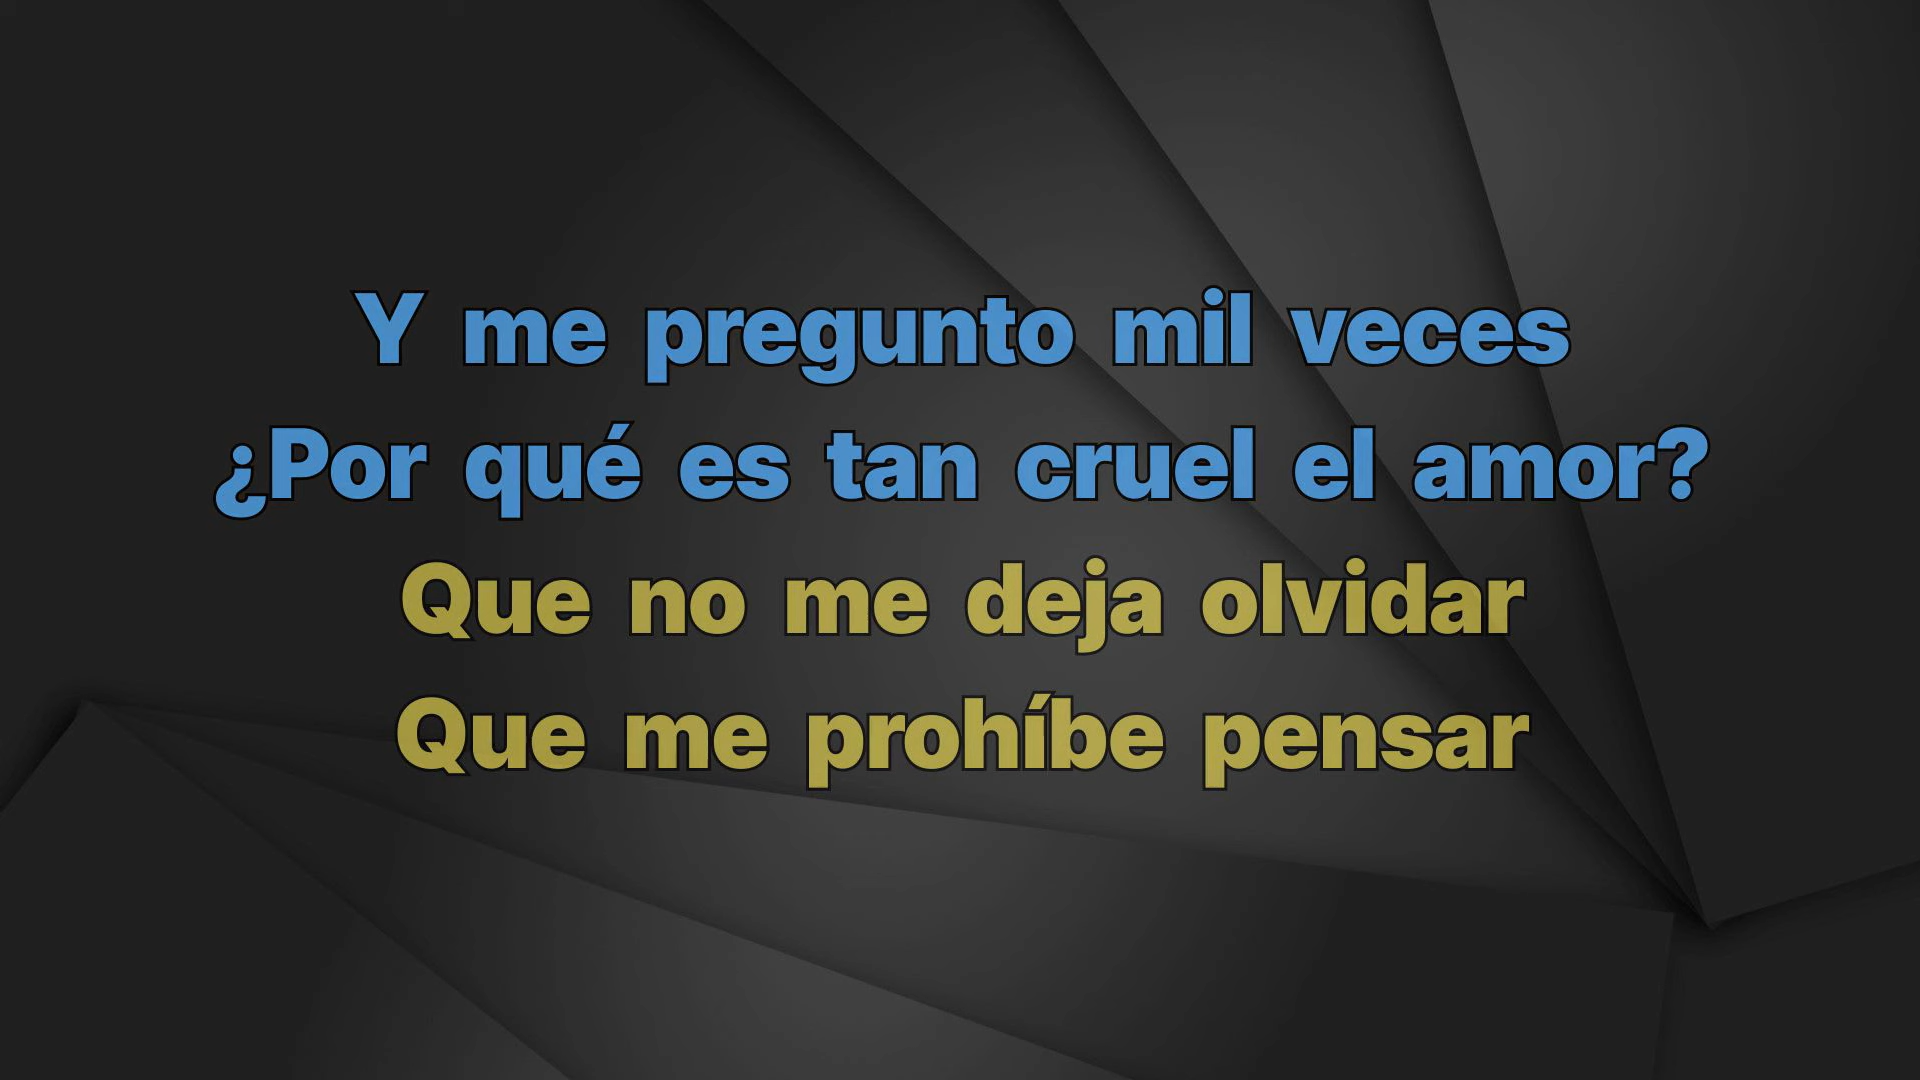 Y me pregunto mil veces
¿Por qué es tan cruel el amor?
Que no me deja olvidar
Que me prohíbe pensar